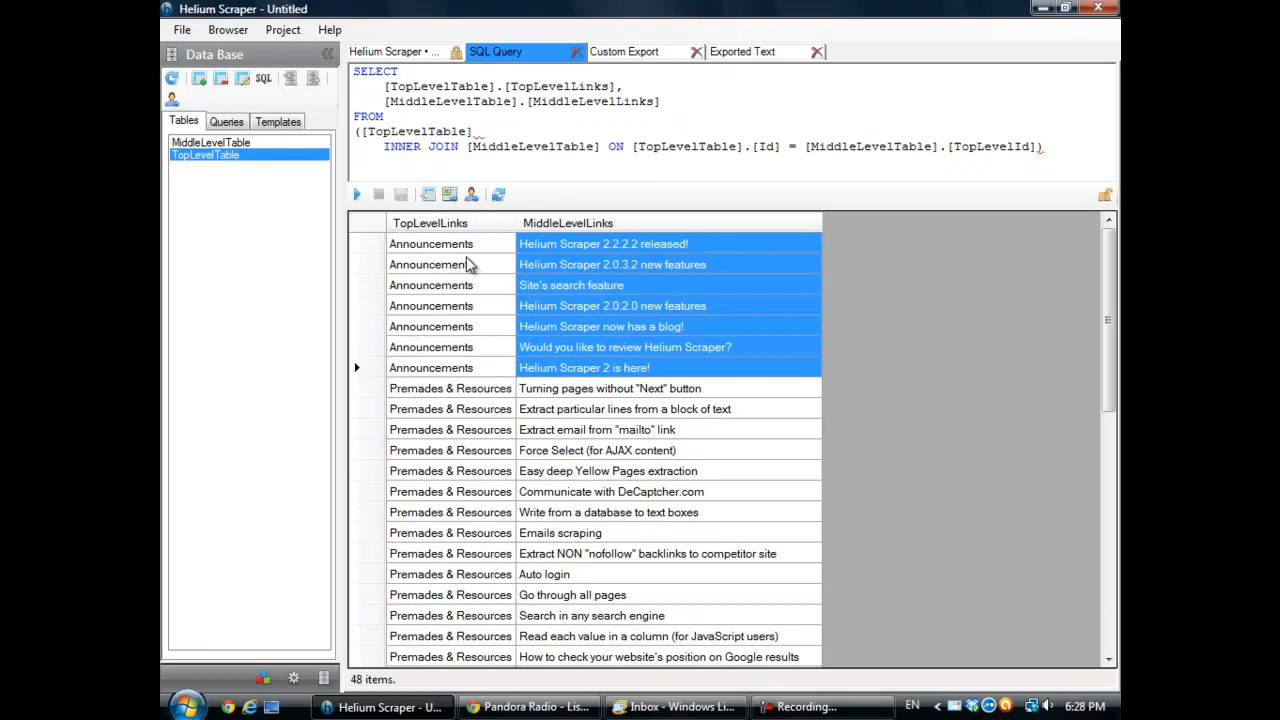 Helium Scraper - Untitled
File Browser Project Help
Data Base
SQL
Tables Queries Templates
MiddleLevelTable
TopLevelTable
Helium Scraper • ... SQL Query Custom Export Exported Text
SELECT
[TopLevelTable].[TopLevelLinks],
[MiddleLevelTable].[MiddleLevelLinks]
FROM
([TopLevelTable]
INNER JOIN [MiddleLevelTable] ON [TopLevelTable].[Id] = [MiddleLevelTable].[TopLevelId])
TopLevelLinks MiddleLevelLinks
Announcements Helium Scraper 2.2.2.2 released!
Announcement Helium Scraper 2.0.3.2 new features
Announcements Site's search feature
Announcements Helium Scraper 2.0.2.0 new features
Announcements Helium Scraper now has a blog!
Announcements Would you like to review Helium Scraper?
Announcements Helium Scraper 2 is here!
Premades & Resources Turning pages without "Next" button
Premades & Resources Extract particular lines from a block of text
Premades & Resources Extract email from "mailto" link
Premades & Resources Force Select (for AJAX content)
Premades & Resources Easy deep Yellow Pages extraction
Premades & Resources Communicate with DeCaptcher.com
Premades & Resources Write from a database to text boxes
Premades & Resources Emails scraping
Premades & Resources Extract NON "nofollow" backlinks to competitor site
Premades & Resources Auto login
Premades & Resources Go through all pages
Premades & Resources Search in any search engine
Premades & Resources Read each value in a column (for JavaScript users)
Premades & Resources How to check your website's position on Google results
48 items.
Helium Scraper - U... Pandora Radio - Lis... Inbox - Windows Li... Recording... EN 6:28 PM